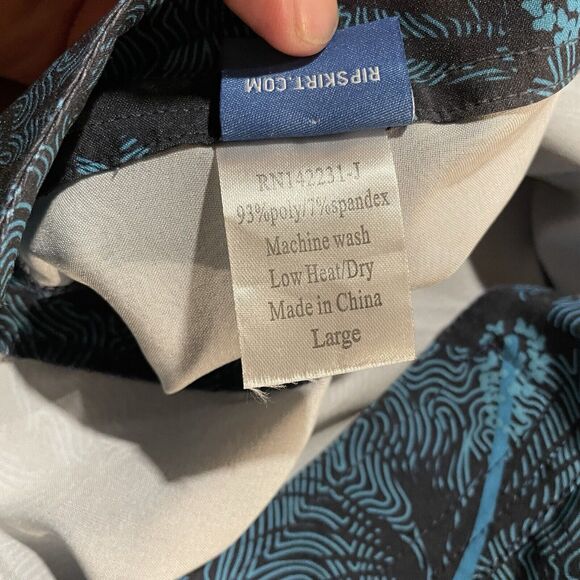 RIPSKIRT.COM
RN142231-J
93%poly/7%spandex
Machine wash
Low Heat/Dry
Made in China
Large